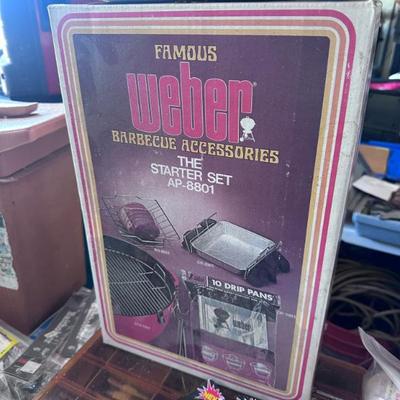 FAMOUS
weber®
BARBECUE ACCESSORIES
THE
STARTER SET
AP-8801
10 DRIP PANS